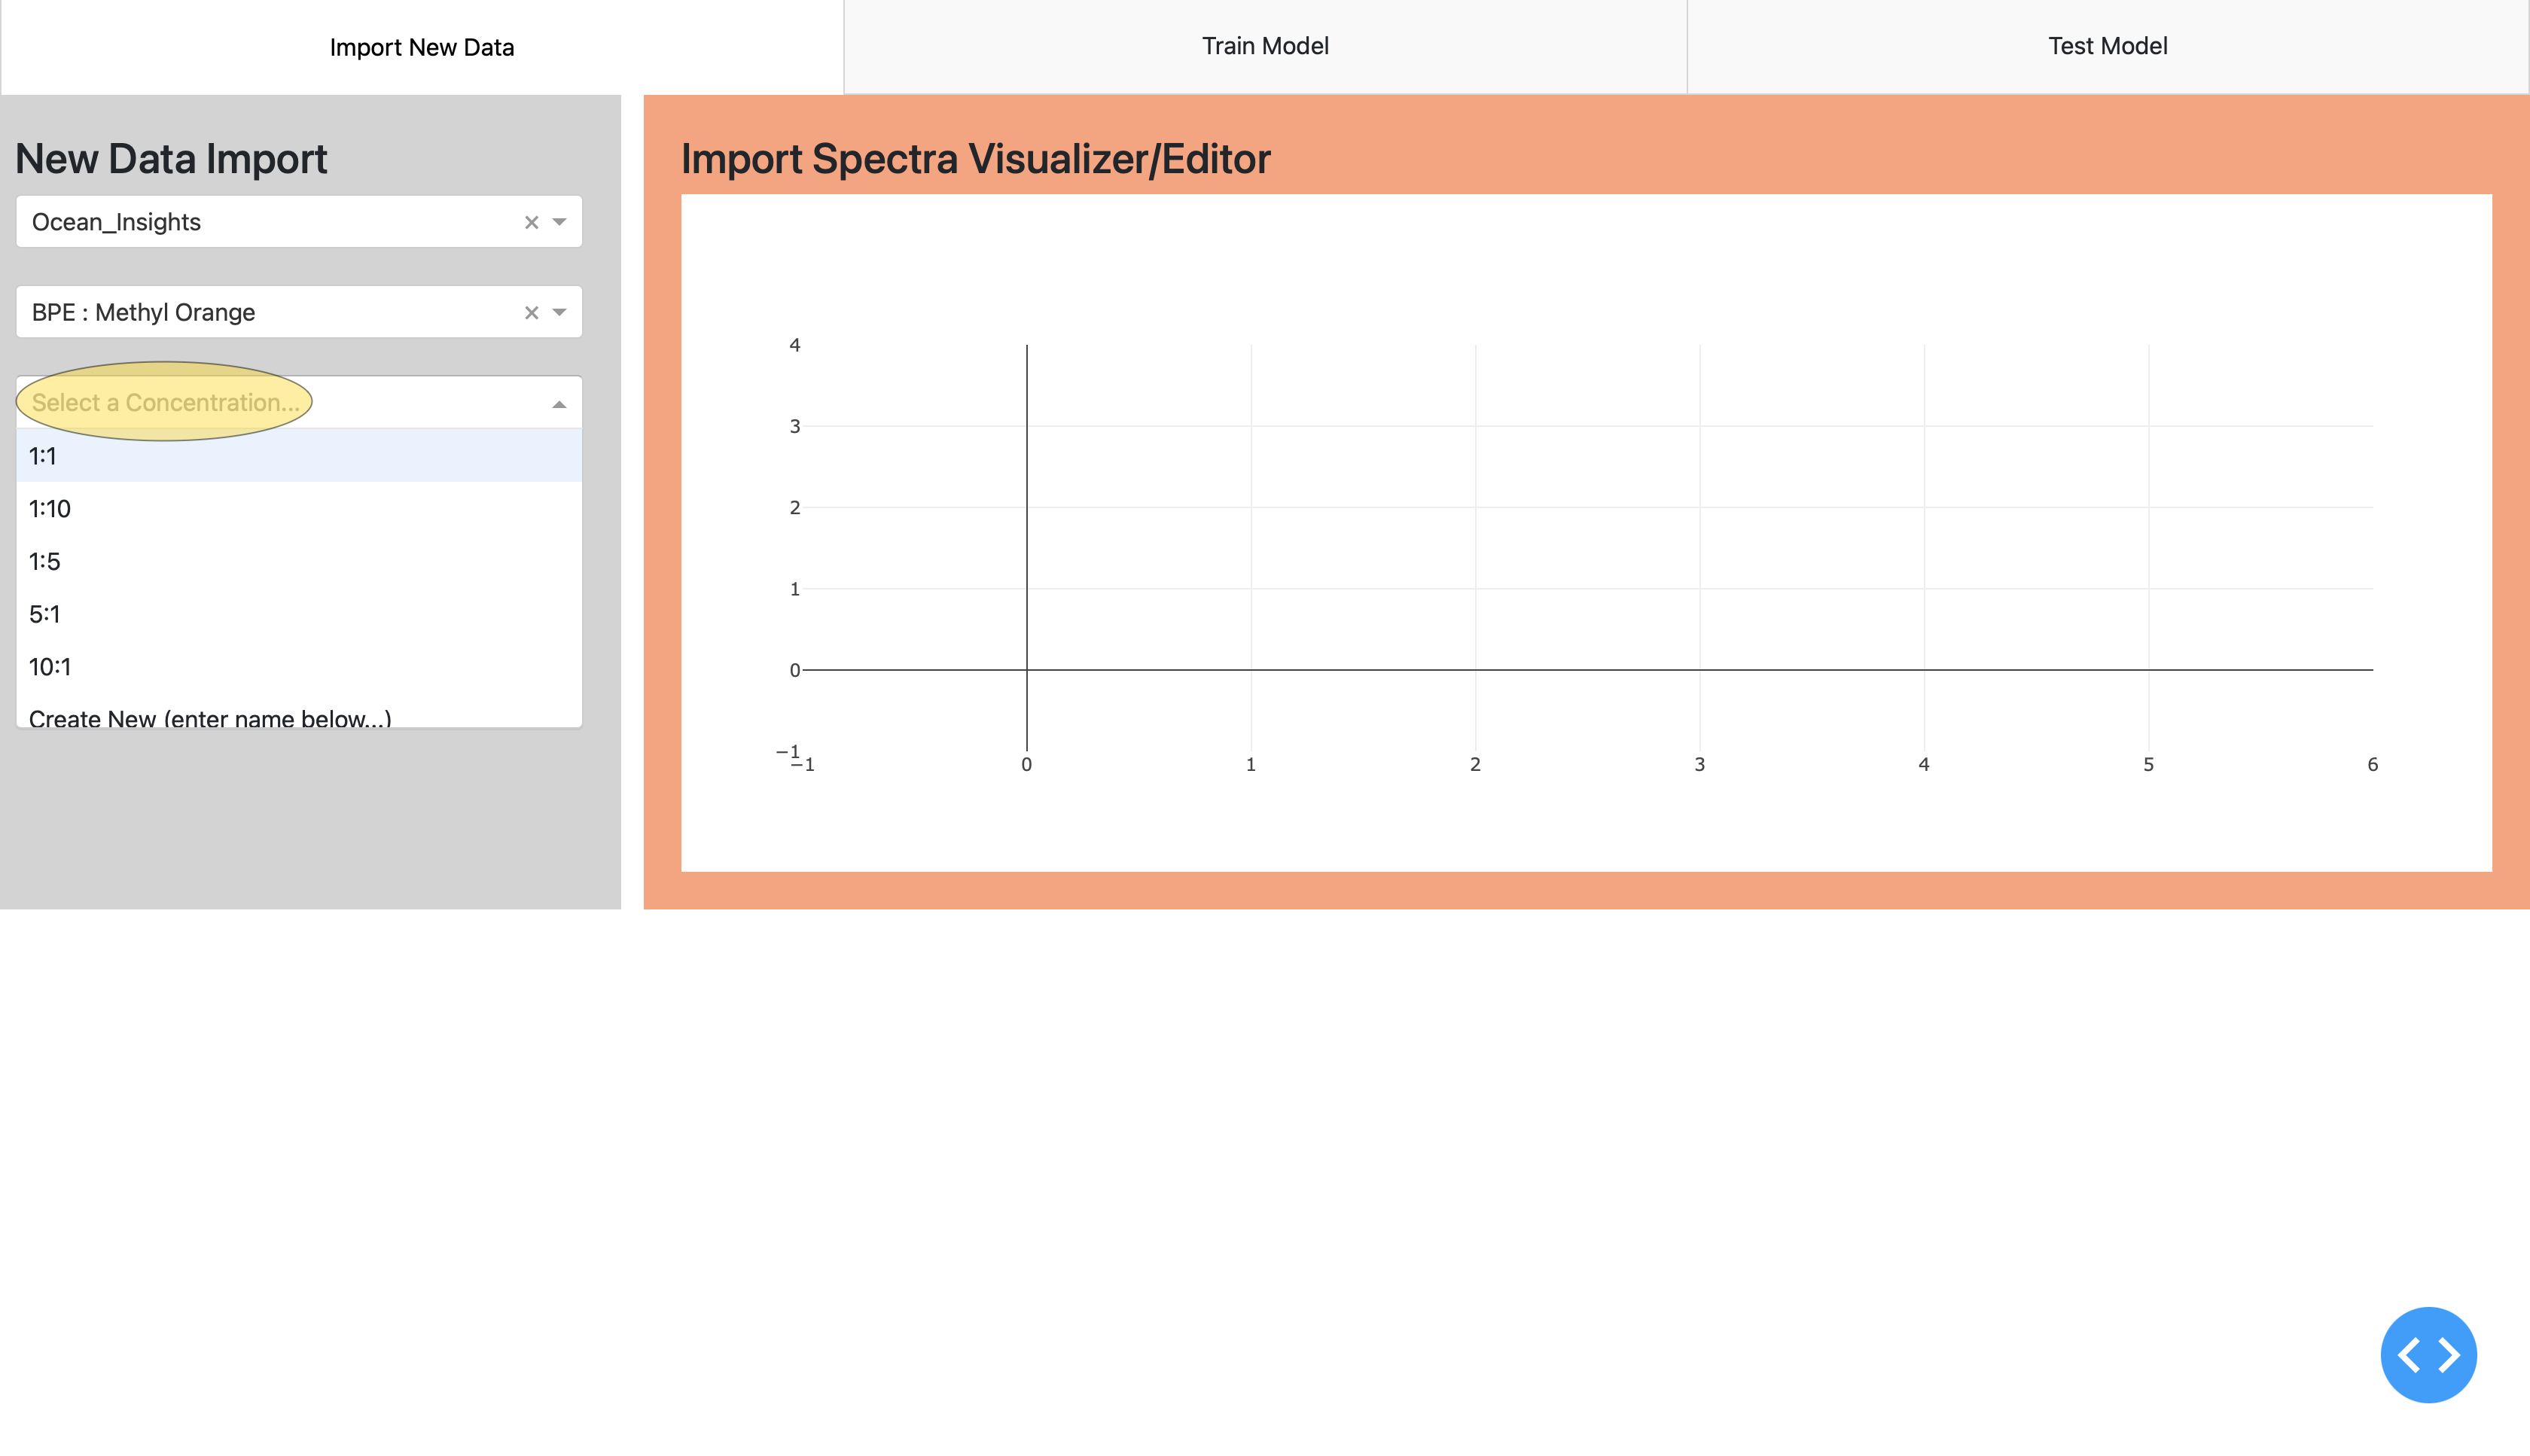 Import New Data
Train Model
Test Model
New Data Import
Ocean_Insights
BPE : Methyl Orange
Select a Concentration...
1:1
1:10
1:5
5:1
10:1
Create New (enter name below...)
Import Spectra Visualizer/Editor
4
3
2
1
0
−1
−1 0 1 2 3 4 5 6